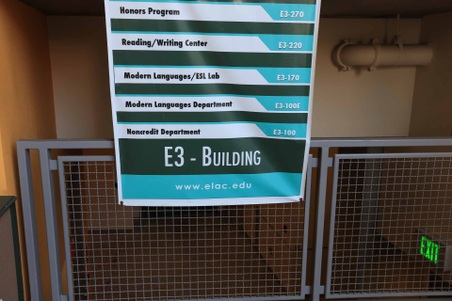 Honors Program E3-270
Reading/Writing Center E3-220
Modern Languages/ESL Lab E3-170
Modern Languages Department E3-100E
Noncredit Department E3-100
E3 - BUILDING
www.elac.edu
EXIT